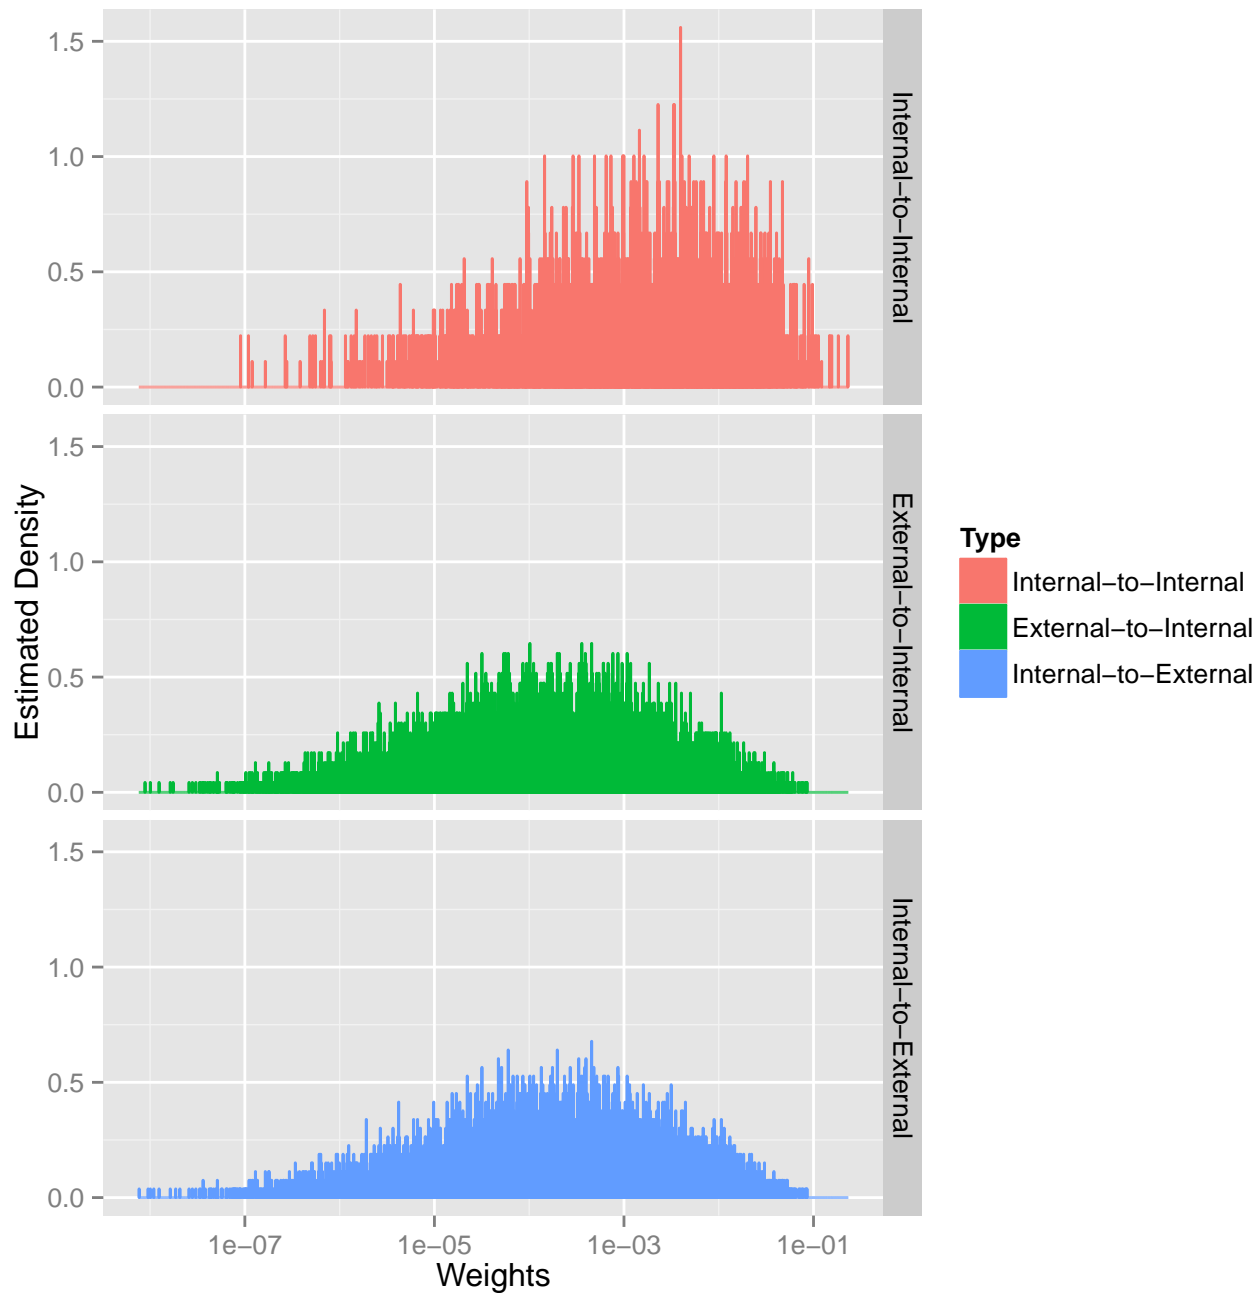 1.5
1.0
0.5
0.0
Internal−to−Internal
1.5
1.0
0.5
0.0
External−to−Internal
1.5
1.0
0.5
0.0
Internal−to−External
Estimated Density
1e−07
1e−05
1e−03
1e−01
Weights
Type
Internal−to−Internal
External−to−Internal
Internal−to−External